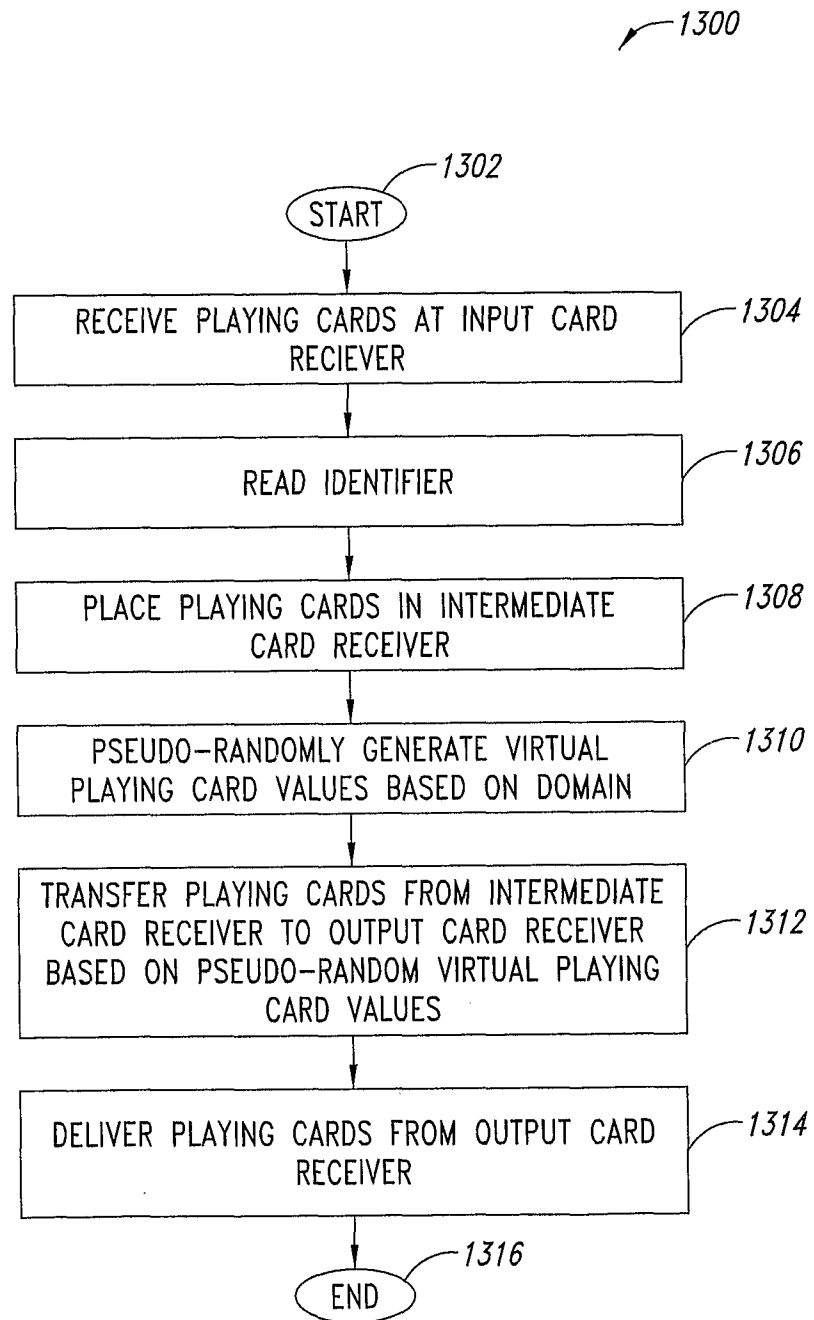 1300
1302
START
RECEIVE PLAYING CARDS AT INPUT CARD
RECIEVER
1304
READ IDENTIFIER
1306
PLACE PLAYING CARDS IN INTERMEDIATE
CARD RECEIVER
1308
PSEUDO-RANDOMLY GENERATE VIRTUAL
PLAYING CARD VALUES BASED ON DOMAIN
1310
TRANSFER PLAYING CARDS FROM INTERMEDIATE
CARD RECEIVER TO OUTPUT CARD RECEIVER
BASED ON PSEUDO-RANDOM VIRTUAL PLAYING
CARD VALUES
1312
DELIVER PLAYING CARDS FROM OUTPUT CARD
RECEIVER
1314
1316
END